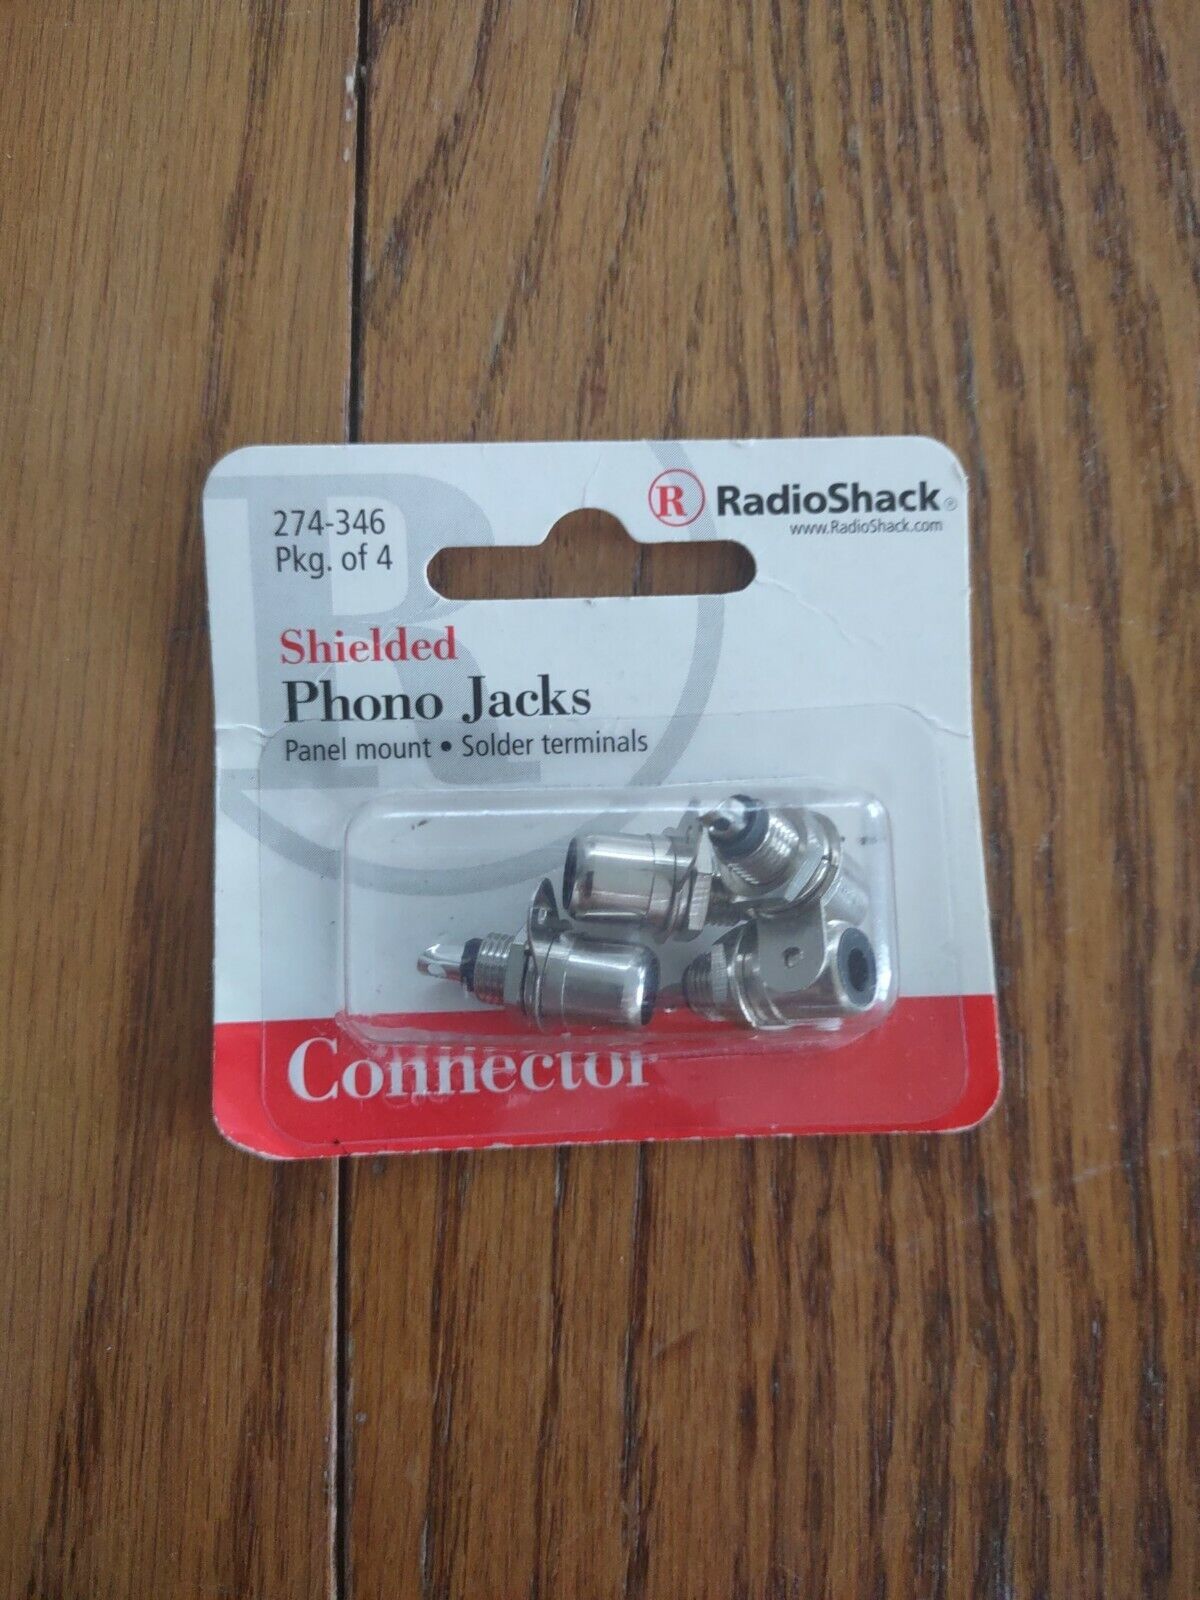 274-346
Pkg. of 4
R RadioShack®
www.RadioShack.com
Shielded
Phono Jacks
Panel mount • Solder terminals
Connector